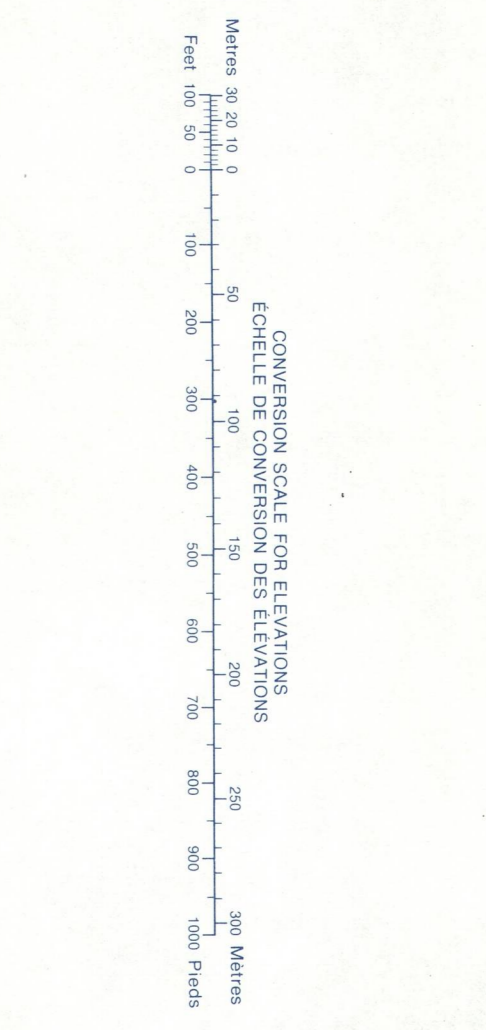 CONVERSION SCALE FOR ELEVATIONS
ÉCHELLE DE CONVERSION DES ÉLÉVATIONS
Metres 30 20 10 0 50 100 150 200 250 300 Mètres
Feet 100 50 0 100 200 300 400 500 600 700 800 900 1000 Pieds